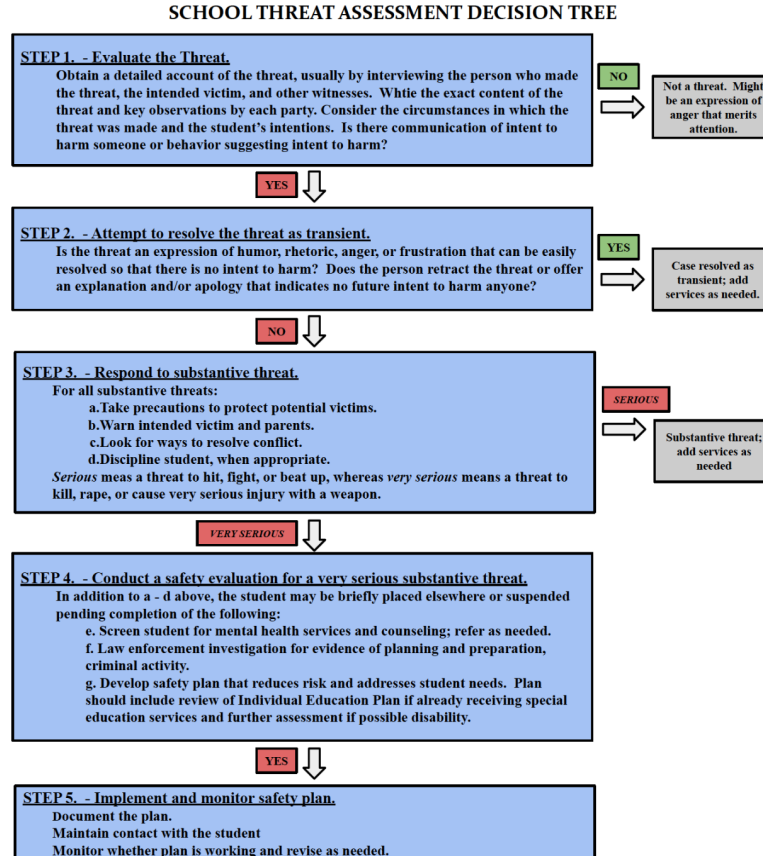 SCHOOL THREAT ASSESSMENT DECISION TREE
STEP 1. - Evaluate the Threat.
Obtain a detailed account of the threat, usually by interviewing the person who made
the threat, the intended victim, and other witnesses. Whtie the exact content of the
threat and key observations by each party. Consider the circumstances in which the
threat was made and the student's intentions. Is there communication of intent to
harm someone or behavior suggesting intent to harm?
NO
Not a threat. Might
be an expression of
anger that merits
attention.
YES
STEP 2. - Attempt to resolve the threat as transient.
Is the threat an expression of humor, rhetoric, anger, or frustration that can be easily
resolved so that there is no intent to harm? Does the person retract the threat or offer
an explanation and/or apology that indicates no future intent to harm anyone?
YES
Case resolved as
transient; add
services as needed.
NO
STEP 3. - Respond to substantive threat.
For all substantive threats:
a.Take precautions to protect potential victims.
b.Warn intended victim and parents.
c.Look for ways to resolve conflict.
d.Discipline student, when appropriate.
Serious meas a threat to hit, fight, or beat up, whereas very serious means a threat to
kill, rape, or cause very serious injury with a weapon.
SERIOUS
Substantive threat;
add services as
needed
VERY SERIOUS
STEP 4. - Conduct a safety evaluation for a very serious substantive threat.
In addition to a - d above, the student may be briefly placed elsewhere or suspended
pending completion of the following:
e. Screen student for mental health services and counseling; refer as needed.
f. Law enforcement investigation for evidence of planning and preparation,
criminal activity.
g. Develop safety plan that reduces risk and addresses student needs. Plan
should include review of Individual Education Plan if already receiving special
education services and further assessment if possible disability.
YES
STEP 5. - Implement and monitor safety plan.
Document the plan.
Maintain contact with the student
Monitor whether plan is working and revise as needed.